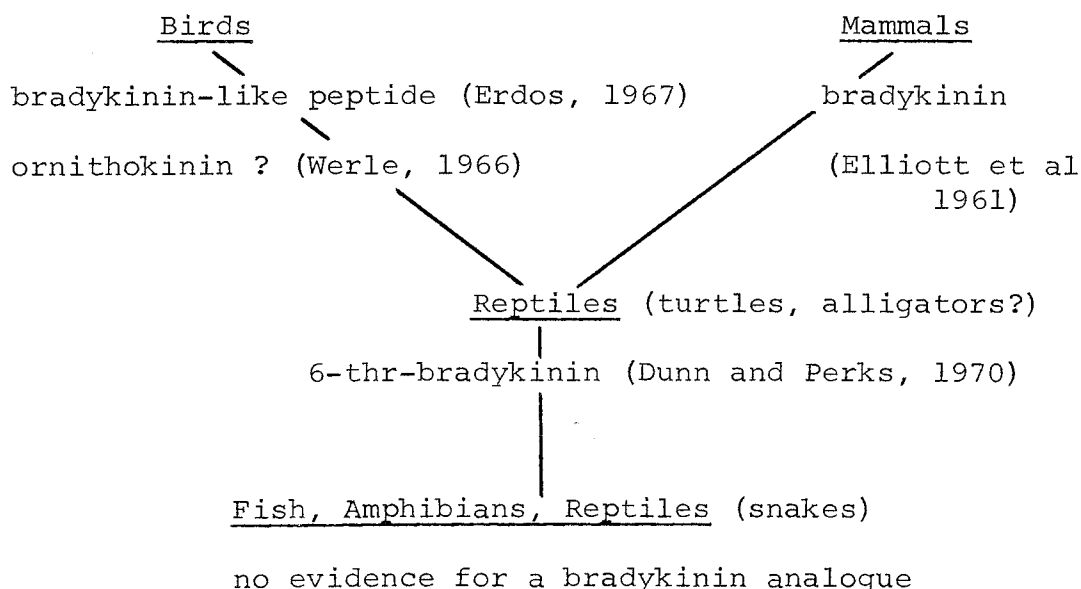 Birds Mammals
bradykinin-like peptide (Erdos, 1967) bradykinin
ornithokinin ? (Werle, 1966) (Elliott et al
1961)
Reptiles (turtles, alligators?)
6-thr-bradykinin (Dunn and Perks, 1970)
Fish, Amphibians, Reptiles (snakes)
no evidence for a bradykinin analogue